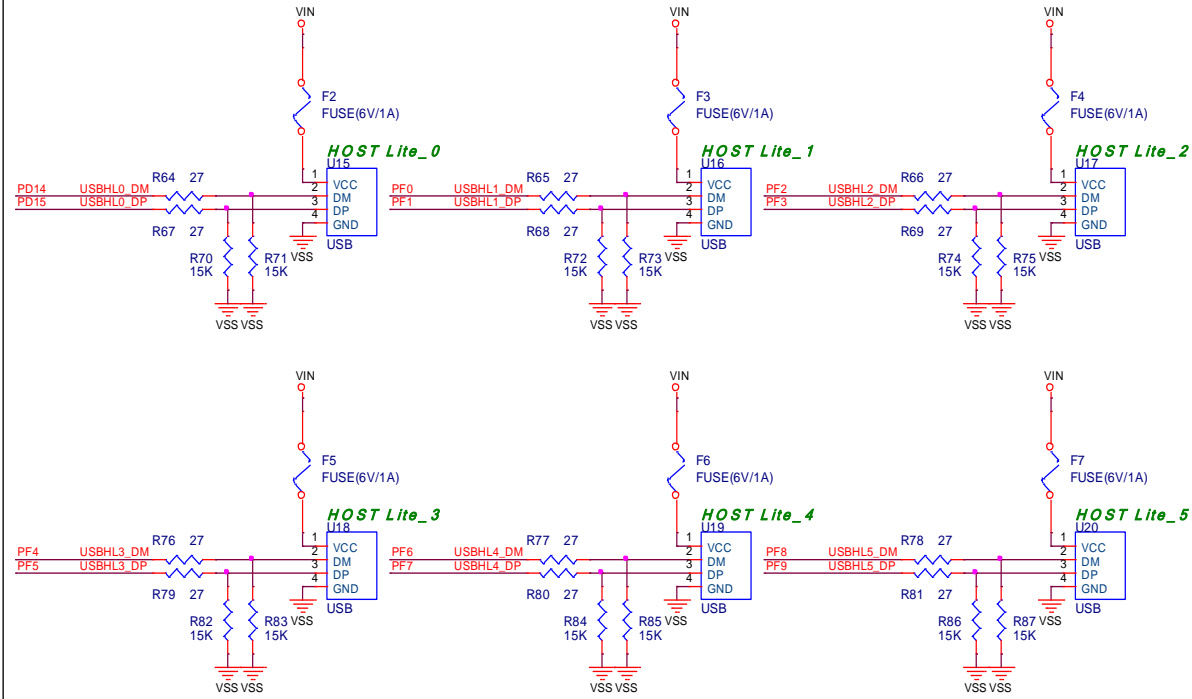 VIN VIN VIN
F2 F3 F4
FUSE(6V/1A) FUSE(6V/1A) FUSE(6V/1A)
HOST Lite_0 HOST Lite_1 HOST Lite_2
U15 U16 U17
R64 27 1 R65 27 1 R66 27 1
PD14 USBHL0_DM 2 VCC PF0 USBHL1_DM 2 VCC PF2 USBHL2_DM 2 VCC
PD15 USBHL0_DP 3 DM PF1 USBHL1_DP 3 DM PF3 USBHL2_DP 3 DM
4 DP 4 DP 4 DP
R67 27 GND R68 27 GND R69 27 GND
USB USB USB
R70 R71 VSS R72 R73 VSS R74 R75 VSS
15K 15K 15K 15K 15K 15K
VSS VSS VSS VSS VSS VSS
VIN VIN VIN
F5 F6 F7
FUSE(6V/1A) FUSE(6V/1A) FUSE(6V/1A)
HOST Lite_3 HOST Lite_4 HOST Lite_5
U18 U19 U20
R76 27 1 R77 27 1 R78 27 1
PF4 USBHL3_DM 2 VCC PF6 USBHL4_DM 2 VCC PF8 USBHL5_DM 2 VCC
PF5 USBHL3_DP 3 DM PF7 USBHL4_DP 3 DM PF9 USBHL5_DP 3 DM
4 DP 4 DP 4 DP
R79 27 GND R80 27 GND R81 27 GND
USB USB USB
R82 R83 VSS R84 R85 VSS R86 R87 VSS
15K 15K 15K 15K 15K 15K
VSS VSS VSS VSS VSS VSS